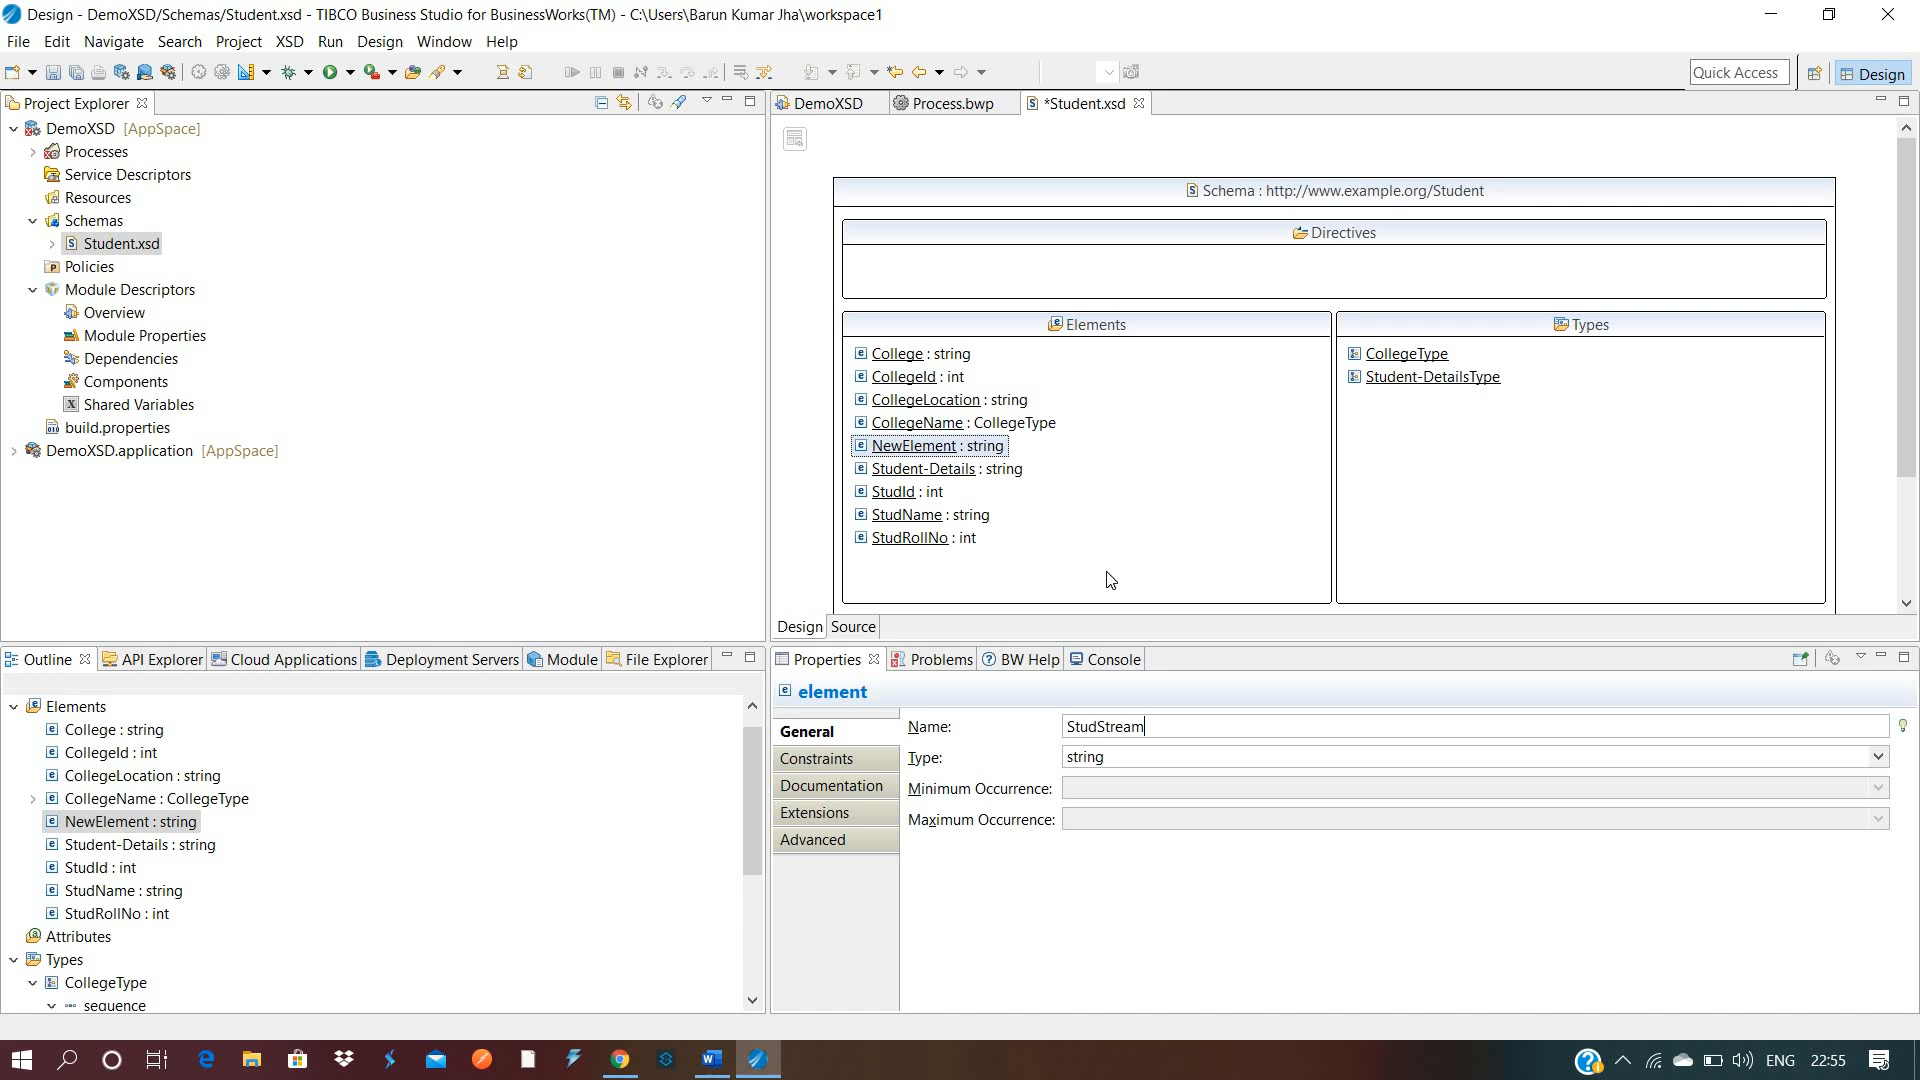 Design - DemoXSD/Schemas/Student.xsd - TIBCO Business Studio for BusinessWorks(TM) - C:\Users\Barun Kumar Jha\workspace1
File Edit Navigate Search Project XSD Run Design Window Help
Quick Access
Design
Project Explorer
DemoXSD [AppSpace]
Processes
Service Descriptors
Resources
Schemas
Student.xsd
Policies
Module Descriptors
Overview
Module Properties
Dependencies
Components
Shared Variables
build.properties
DemoXSD.application [AppSpace]
DemoXSD
Process.bwp
*Student.xsd
Schema : http://www.example.org/Student
Directives
Elements
College : string
CollegeId : int
CollegeLocation : string
CollegeName : CollegeType
NewElement : string
Student-Details : string
StudId : int
StudName : string
StudRollNo : int
Types
CollegeType
Student-DetailsType
Design
Source
Outline
API Explorer
Cloud Applications
Deployment Servers
Module
File Explorer
Elements
College : string
CollegeId : int
CollegeLocation : string
CollegeName : CollegeType
NewElement : string
Student-Details : string
StudId : int
StudName : string
StudRollNo : int
Attributes
Types
CollegeType
sequence
Properties
Problems
BW Help
Console
element
General
Constraints
Documentation
Extensions
Advanced
Name: StudStream
Type: string
Minimum Occurrence:
Maximum Occurrence:
ENG
22:55